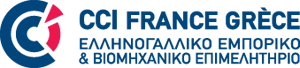 CCI FRANCE GRÈCE
ΕΛΛΗΝΟΓΑΛΛΙΚΟ ΕΜΠΟΡΙΚΟ
& ΒΙΟΜΗΧΑΝΙΚΟ ΕΠΙΜΕΛΗΤΗΡΙΟ